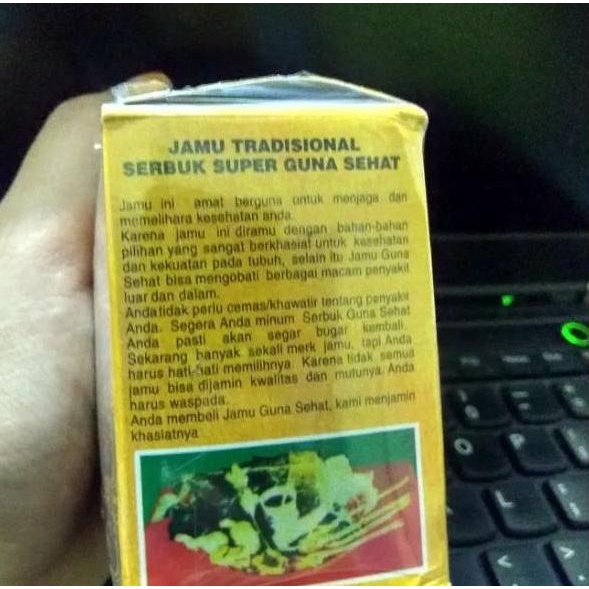 JAMU TRADISIONAL
SERBUK SUPER GUNA SEHAT
Jamu ini amat berguna untuk menjaga dan
memelihara kesehatan anda.
Karena jamu ini diramu dengan bahan-bahan
pilihan yang sangat berkhasiat untuk kesehatan
dan kekuatan pada tubuh, selain itu Jamu Guna
Sehat bisa mengobati berbagai macam penyakit
luar dan dalam.
Anda tidak perlu cemas/khawatir tentang penyakit
Anda. Segera Anda minum Serbuk Guna Sehat
Anda pasti akan segar bugar kembali.
Sekarang banyak sekali merk jamu, tapi Anda
harus hati-hati memilihnya. Karena tidak semua
jamu bisa dijamin kwalitas dan mutunya. Anda
harus waspada.
Anda membeli Jamu Guna Sehat, kami menjamin
khasiatnya
O
P
L